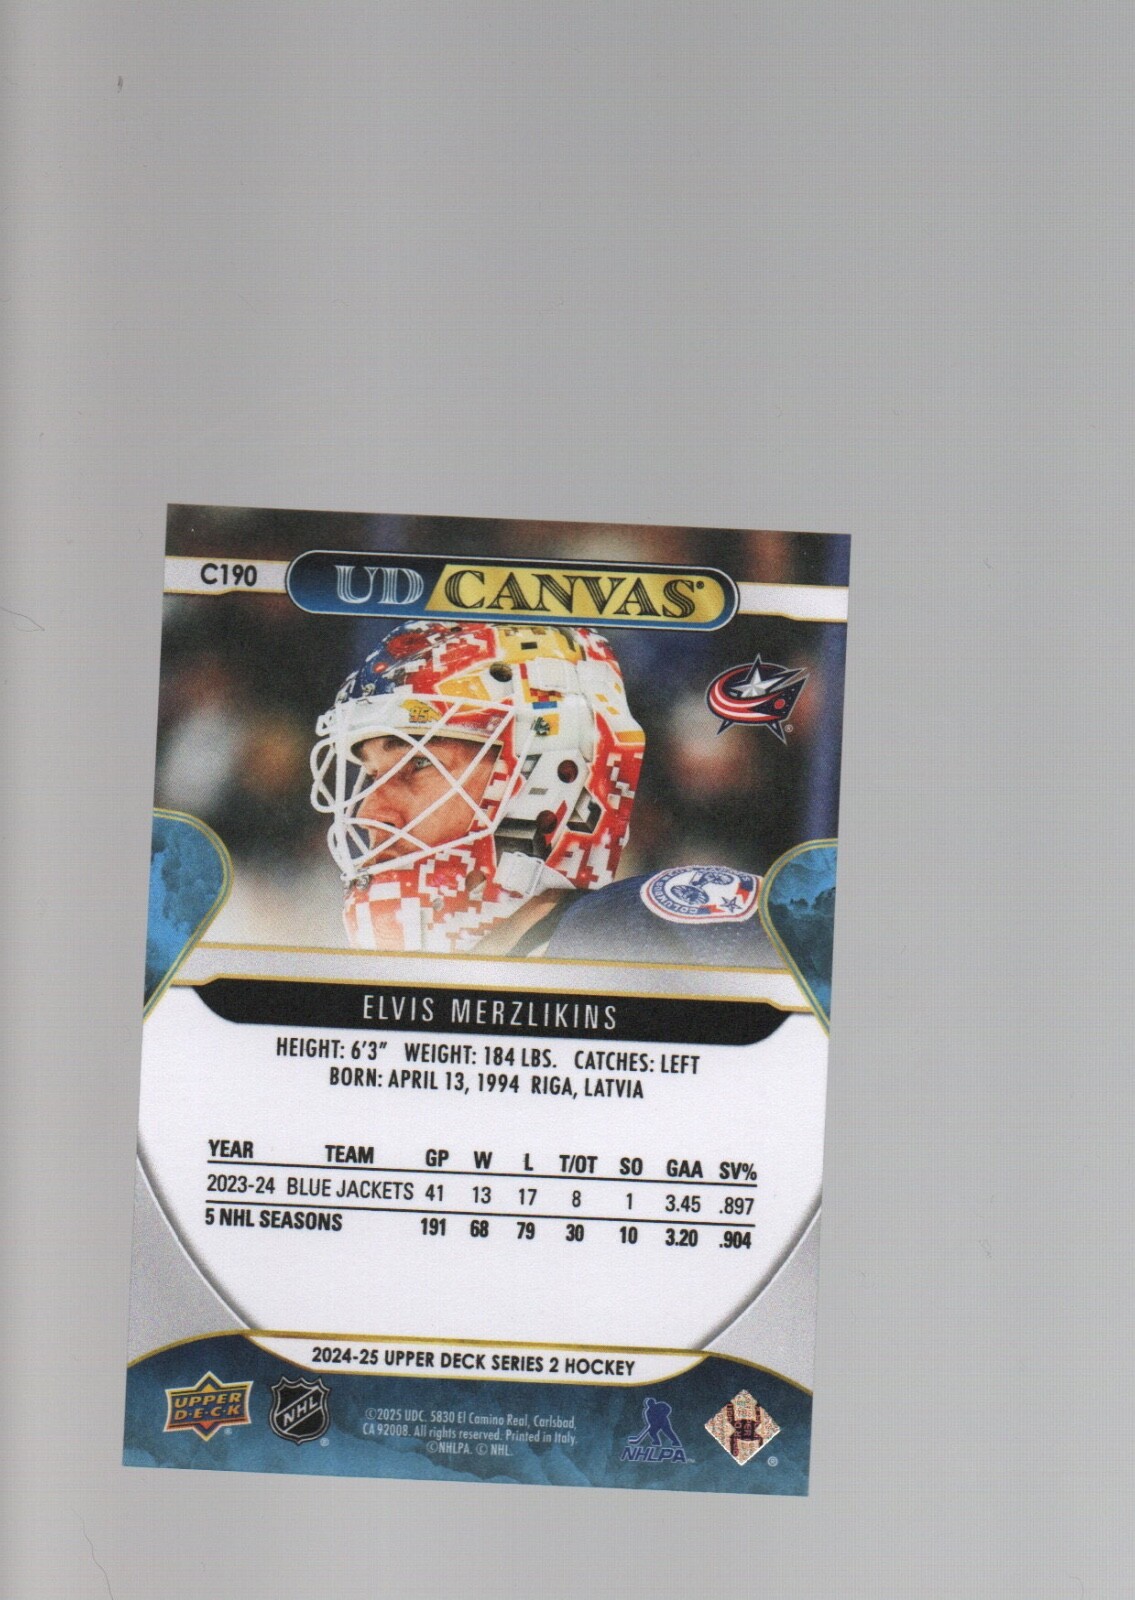 C190
UD CANVAS®
95
®
ELVIS MERZLIKINS
HEIGHT: 6'3" WEIGHT: 184 LBS. CATCHES: LEFT
BORN: APRIL 13, 1994 RIGA, LATVIA
YEAR TEAM GP W L T/OT SO GAA SV%
2023-24 BLUE JACKETS 41 13 17 8 1 3.45 .897
5 NHL SEASONS 191 68 79 30 10 3.20 .904
2024-25 UPPER DECK SERIES 2 HOCKEY
UPPER
D·E·C·K
®
NHL
®
©2025 UDC. 5830 El Camino Real, Carlsbad,
CA 92008. All rights reserved. Printed in Italy.
©NHLPA. © NHL.
NHLPA™
®